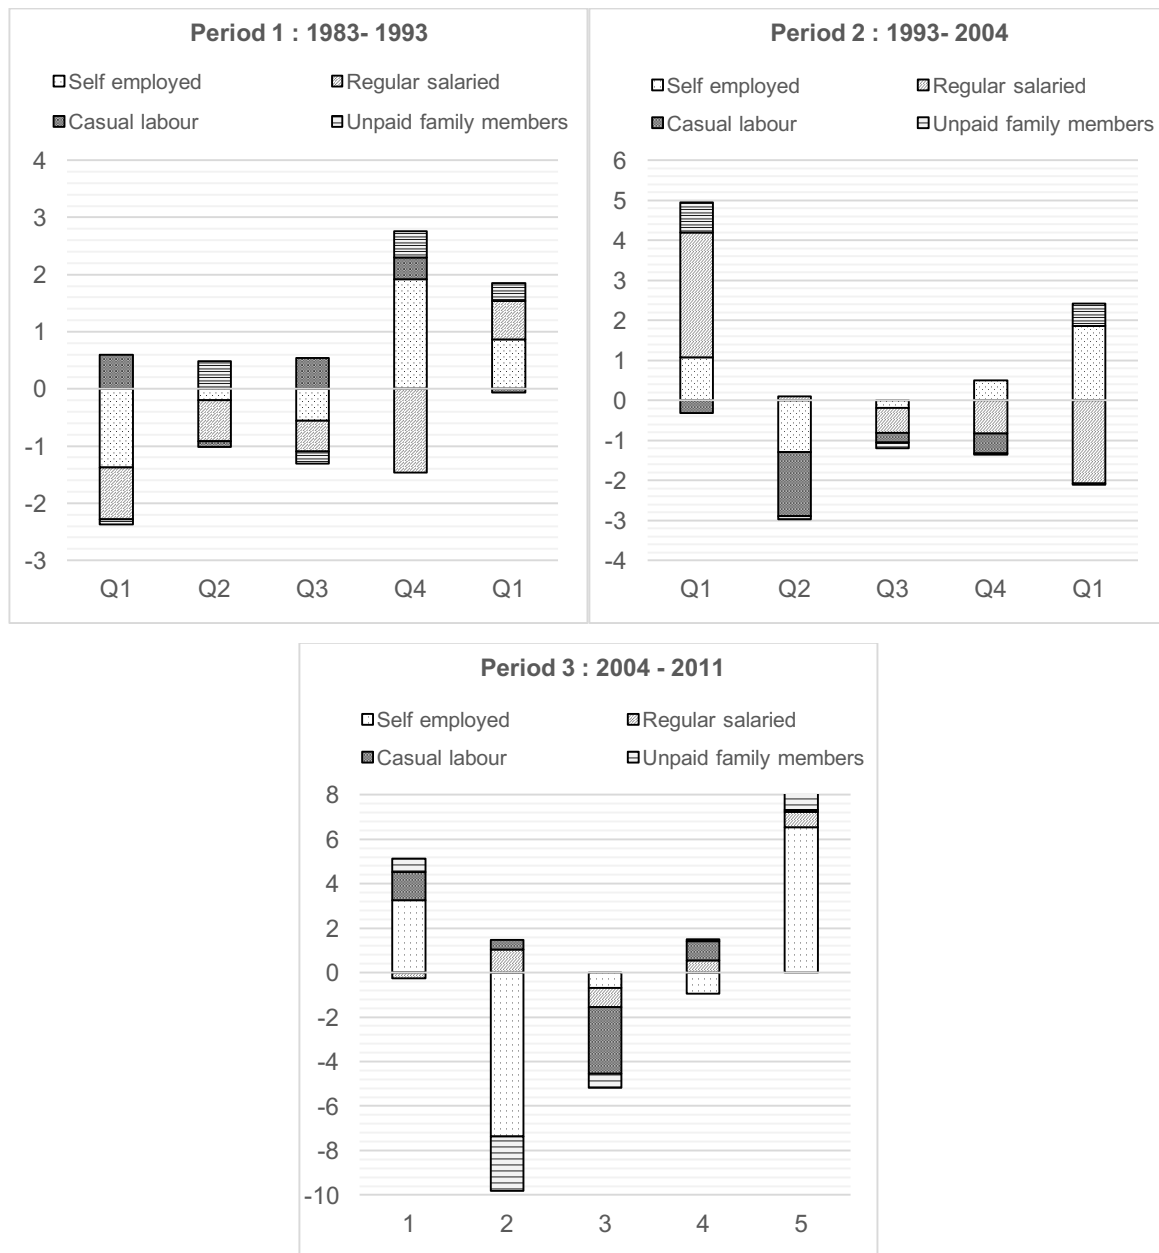 Period 1 : 1983- 1993
Self employed Regular salaried
Casual labour Unpaid family members
4
3
2
1
0
-1
-2
-3
Q1 Q2 Q3 Q4 Q1
Period 2 : 1993- 2004
Self employed Regular salaried
Casual labour Unpaid family members
6
5
4
3
2
1
0
-1
-2
-3
-4
Q1 Q2 Q3 Q4 Q1
Period 3 : 2004 - 2011
Self employed Regular salaried
Casual labour Unpaid family members
8
6
4
2
0
-2
-4
-6
-8
-10
1 2 3 4 5